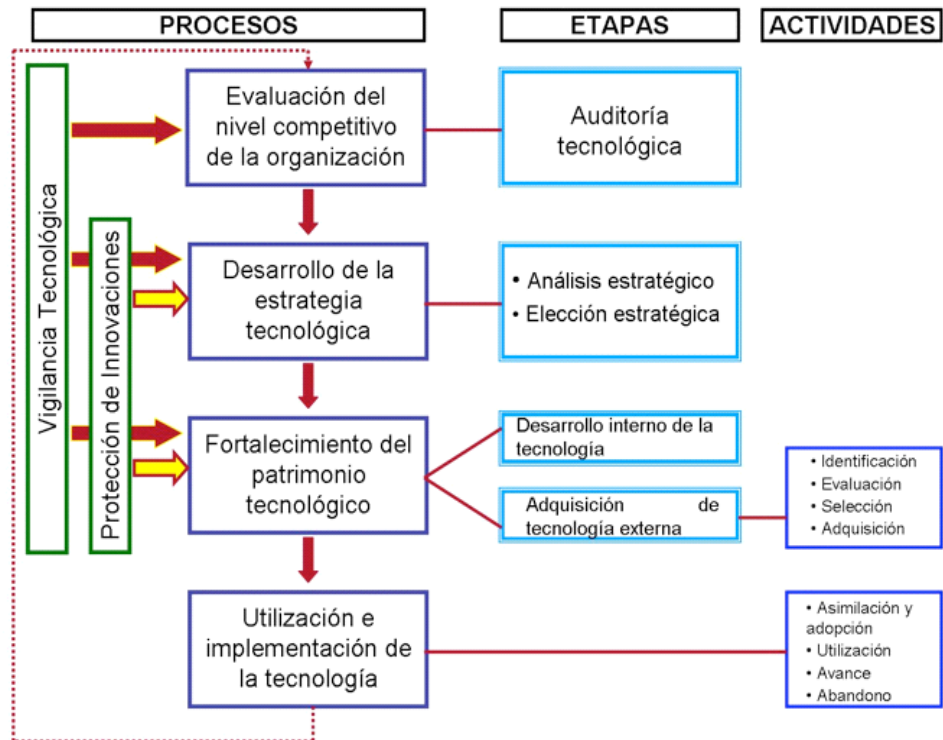 PROCESOS
ETAPAS
ACTIVIDADES
Vigilancia Tecnológica
Protección de Innovaciones
Evaluación del
nivel competitivo
de la organización
Auditoría
tecnológica
Desarrollo de la
estrategia
tecnológica
• Análisis estratégico
• Elección estratégica
Fortalecimiento del
patrimonio
tecnológico
Desarrollo interno de la
tecnología
Adquisición de
tecnología externa
• Identificación
• Evaluación
• Selección
• Adquisición
Utilización e
implementación de
la tecnología
• Asimilación y
adopción
• Utilización
• Avance
• Abandono